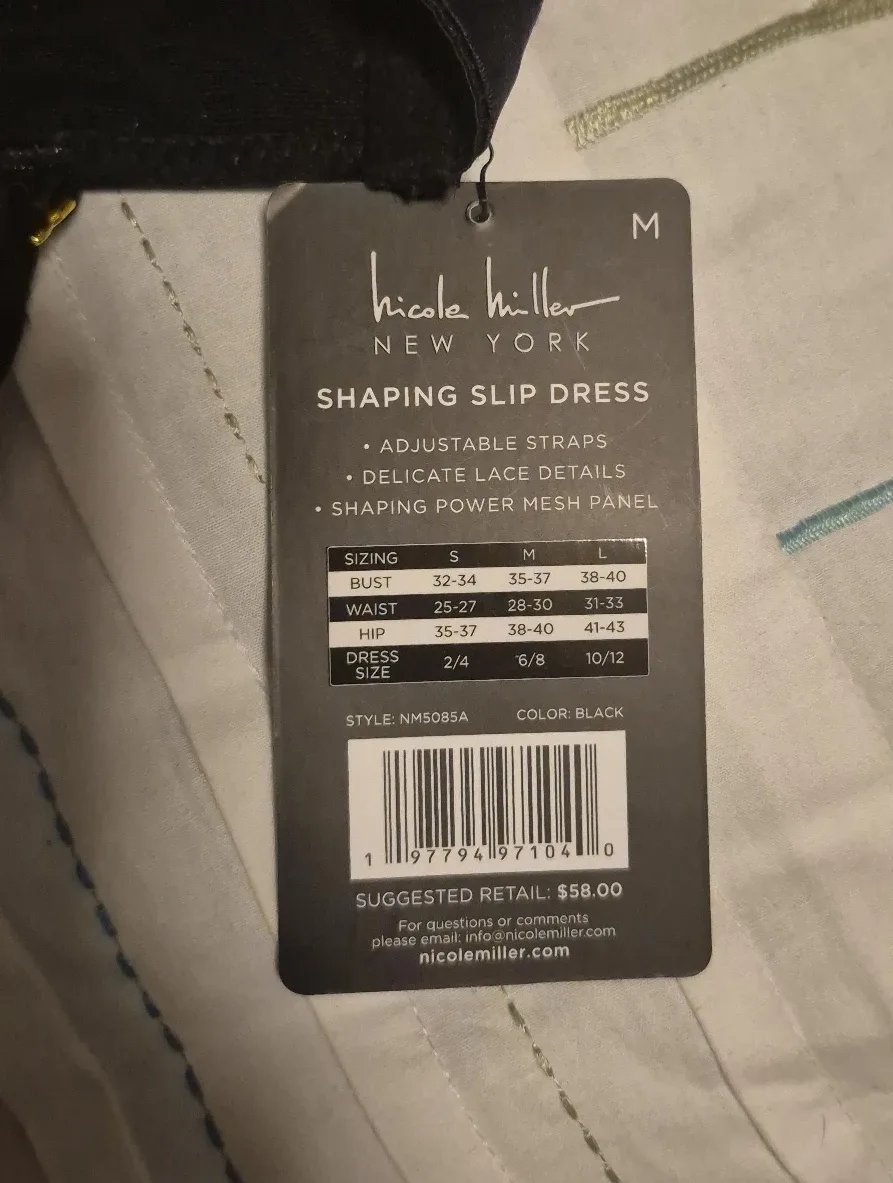 M
nicole miller
NEW YORK
SHAPING SLIP DRESS
• ADJUSTABLE STRAPS
• DELICATE LACE DETAILS
• SHAPING POWER MESH PANEL
SIZING S M L
BUST 32-34 35-37 38-40
WAIST 25-27 28-30 31-33
HIP 35-37 38-40 41-43
DRESS SIZE 2/4 6/8 10/12
STYLE: NM5085A COLOR: BLACK
1 97794 97104 0
SUGGESTED RETAIL: $58.00
For questions or comments
please email: info@nicolemiller.com
nicolemiller.com